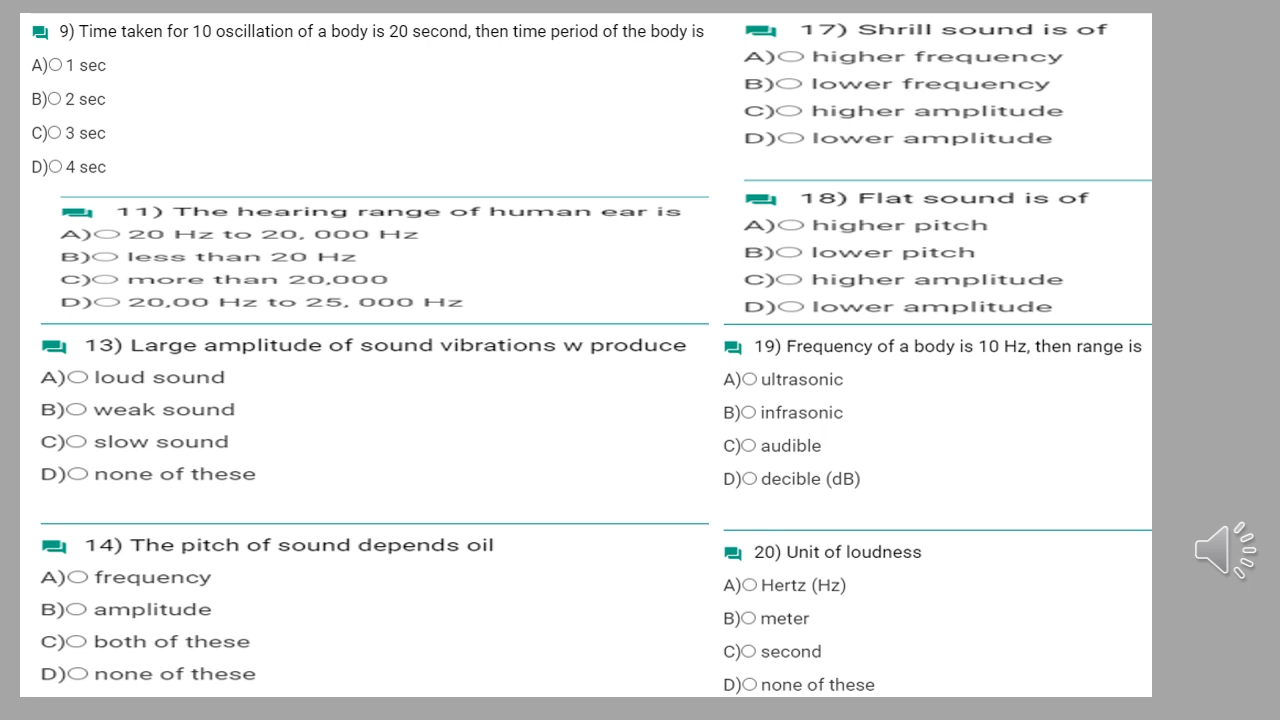 9) Time taken for 10 oscillation of a body is 20 second, then time period of the body is
A) 1 sec
B) 2 sec
C) 3 sec
D) 4 sec
11) The hearing range of human ear is
A) 20 Hz to 20, 000 Hz
B) less than 20 Hz
C) more than 20,000
D) 20,00 Hz to 25, 000 Hz
13) Large amplitude of sound vibrations w produce
A) loud sound
B) weak sound
C) slow sound
D) none of these
14) The pitch of sound depends oil
A) frequency
B) amplitude
C) both of these
D) none of these
17) Shrill sound is of
A) higher frequency
B) lower frequency
C) higher amplitude
D) lower amplitude
18) Flat sound is of
A) higher pitch
B) lower pitch
C) higher amplitude
D) lower amplitude
19) Frequency of a body is 10 Hz, then range is
A) ultrasonic
B) infrasonic
C) audible
D) decible (dB)
20) Unit of loudness
A) Hertz (Hz)
B) meter
C) second
D) none of these